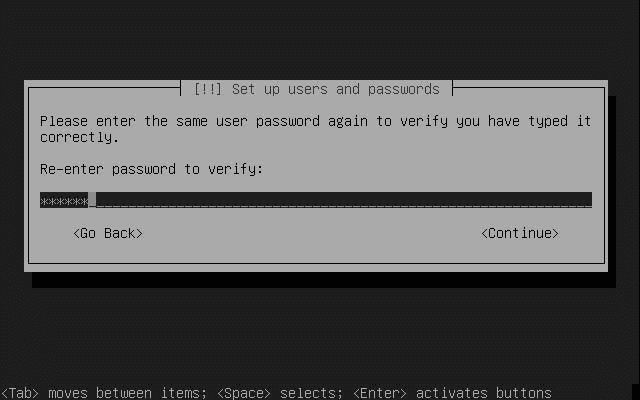 [!!] Set up users and passwords
Please enter the same user password again to verify you have typed it
correctly.
Re-enter password to verify:
******
<Go Back> <Continue>
<Tab> moves between items; <Space> selects; <Enter> activates buttons